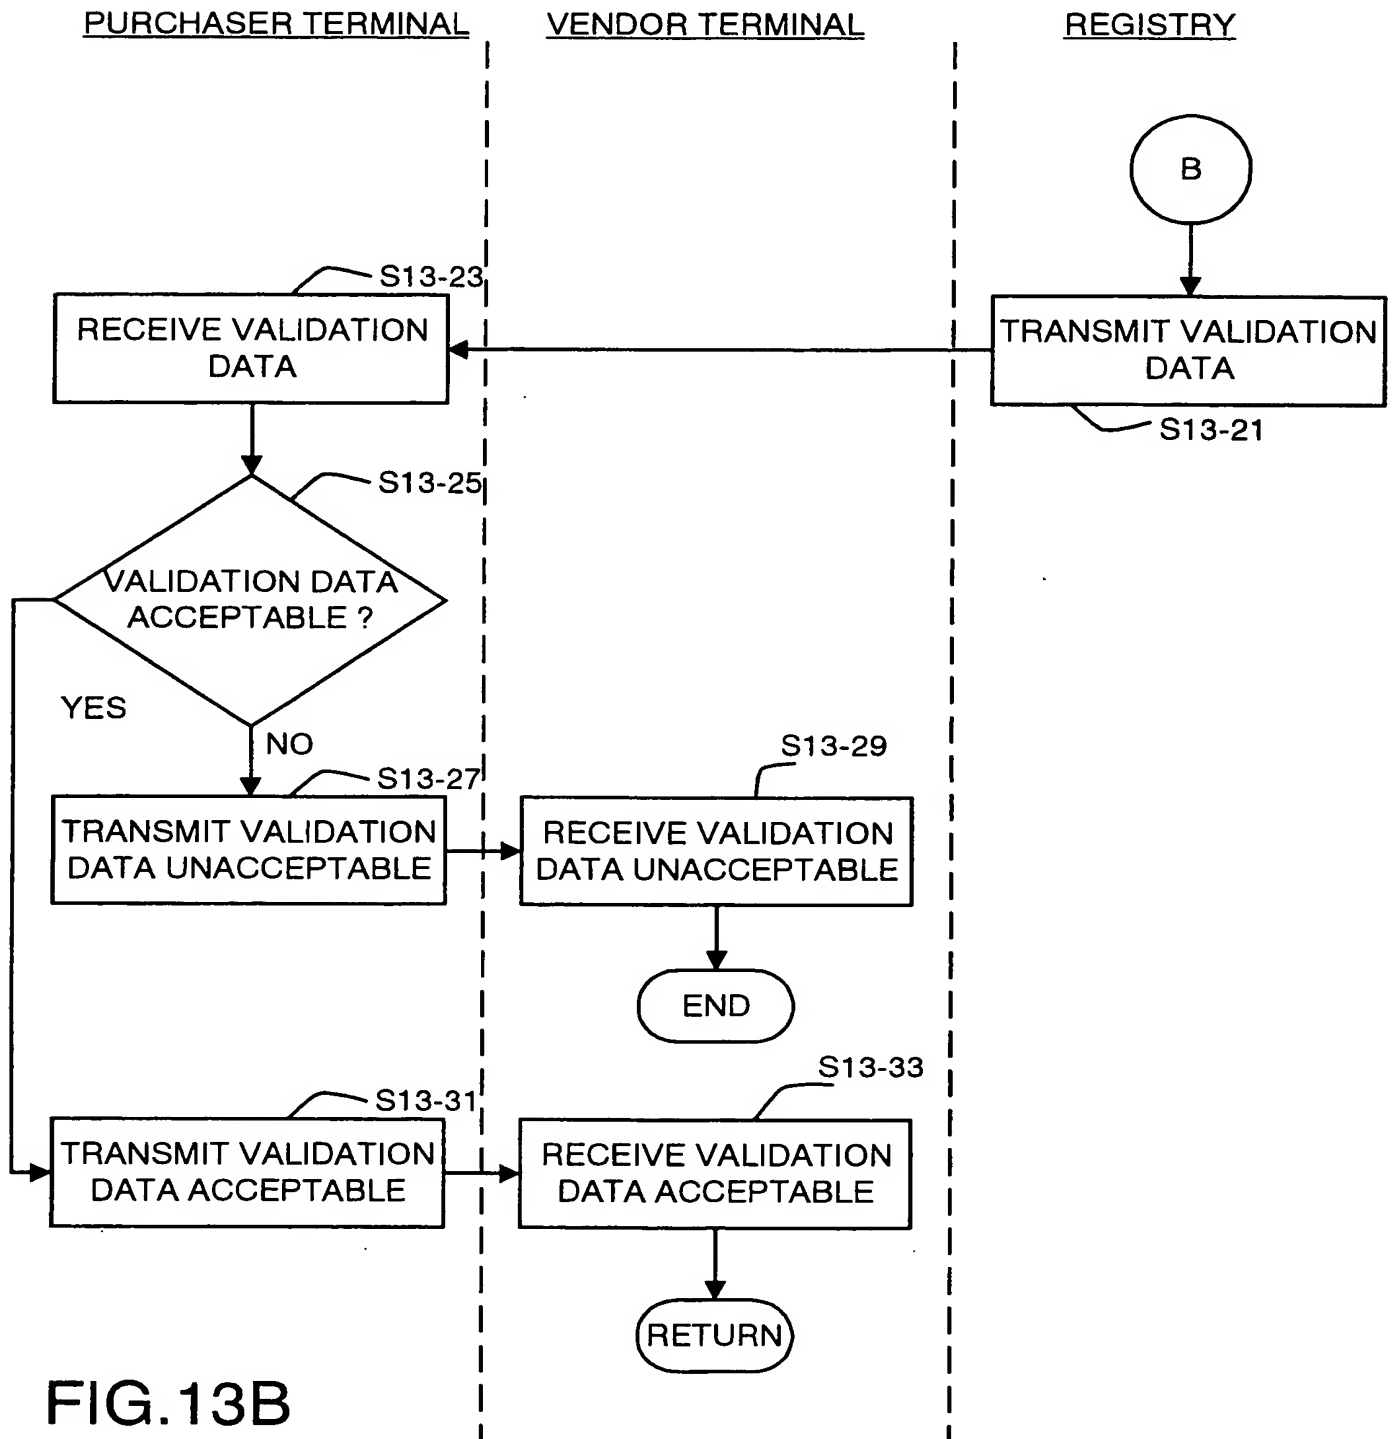 PURCHASER TERMINAL
VENDOR TERMINAL
REGISTRY
B
S13-23
RECEIVE VALIDATION
DATA
TRANSMIT VALIDATION
DATA
S13-21
S13-25
VALIDATION DATA
ACCEPTABLE ?
YES
NO
S13-27
TRANSMIT VALIDATION
DATA UNACCEPTABLE
S13-29
RECEIVE VALIDATION
DATA UNACCEPTABLE
END
S13-31
TRANSMIT VALIDATION
DATA ACCEPTABLE
S13-33
RECEIVE VALIDATION
DATA ACCEPTABLE
RETURN
FIG.13B